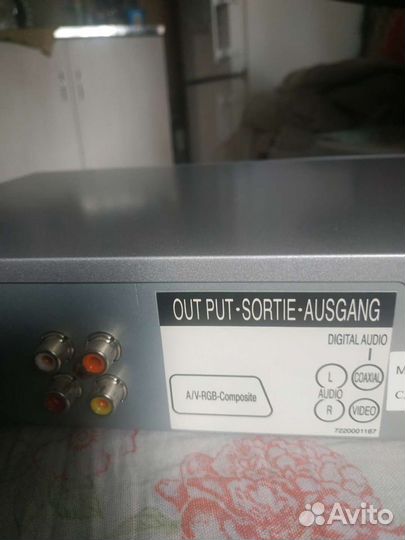 OUT PUT·SORTIE·AUSGANG
DIGITAL AUDIO
L COAXIAL
A/V-RGB-Composite
AUDIO
R VIDEO
7220001167
M
C
Avito